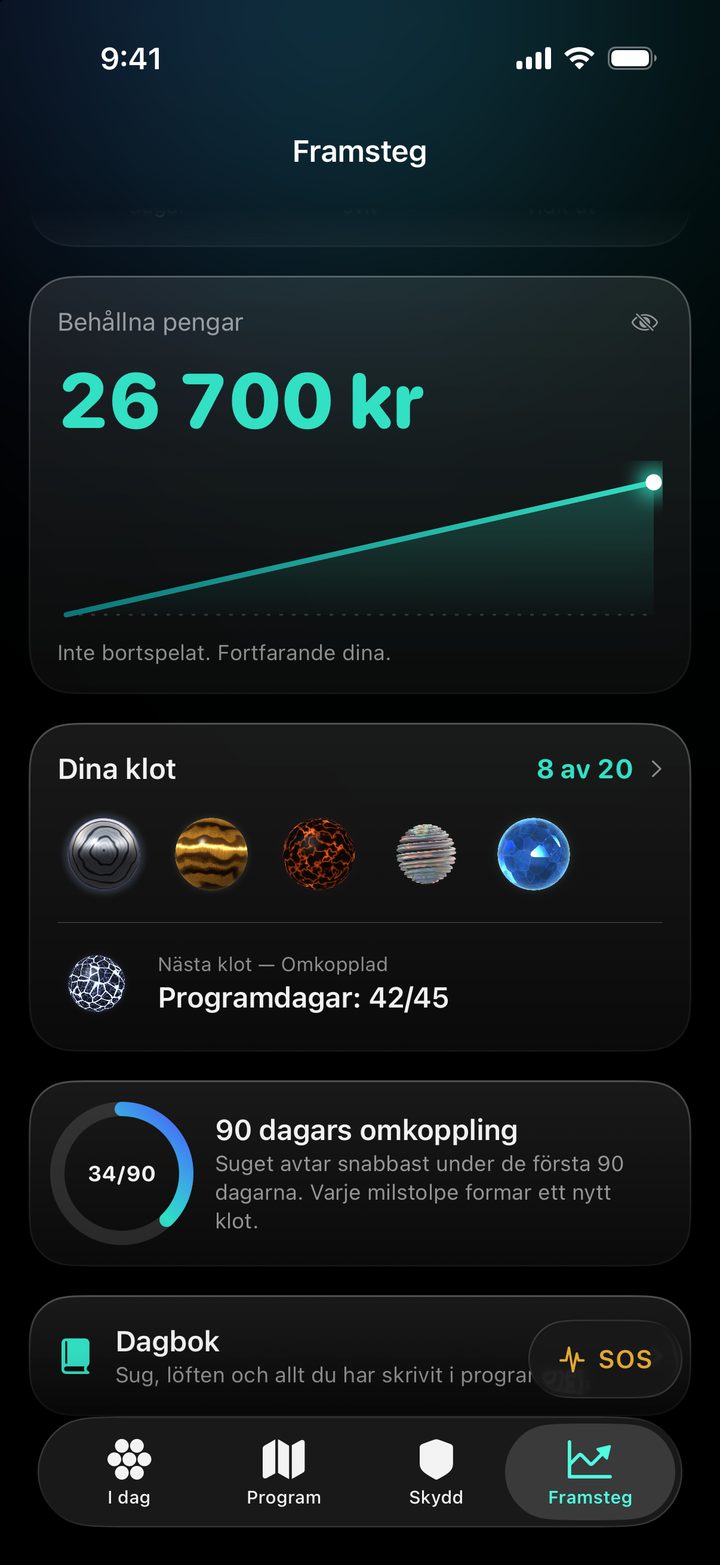 9:41
Framsteg
Behållna pengar
26 700 kr
Inte bortspelat. Fortfarande dina.
Dina klot
8 av 20
Nästa klot — Omkopplad
Programdagar: 42/45
34/90
90 dagars omkoppling
Suget avtar snabbast under de första 90
dagarna. Varje milstolpe formar ett nytt
klot.
Dagbok
Sug, löften och allt du har skrivit i
SOS
I dag
Program
Skydd
Framsteg